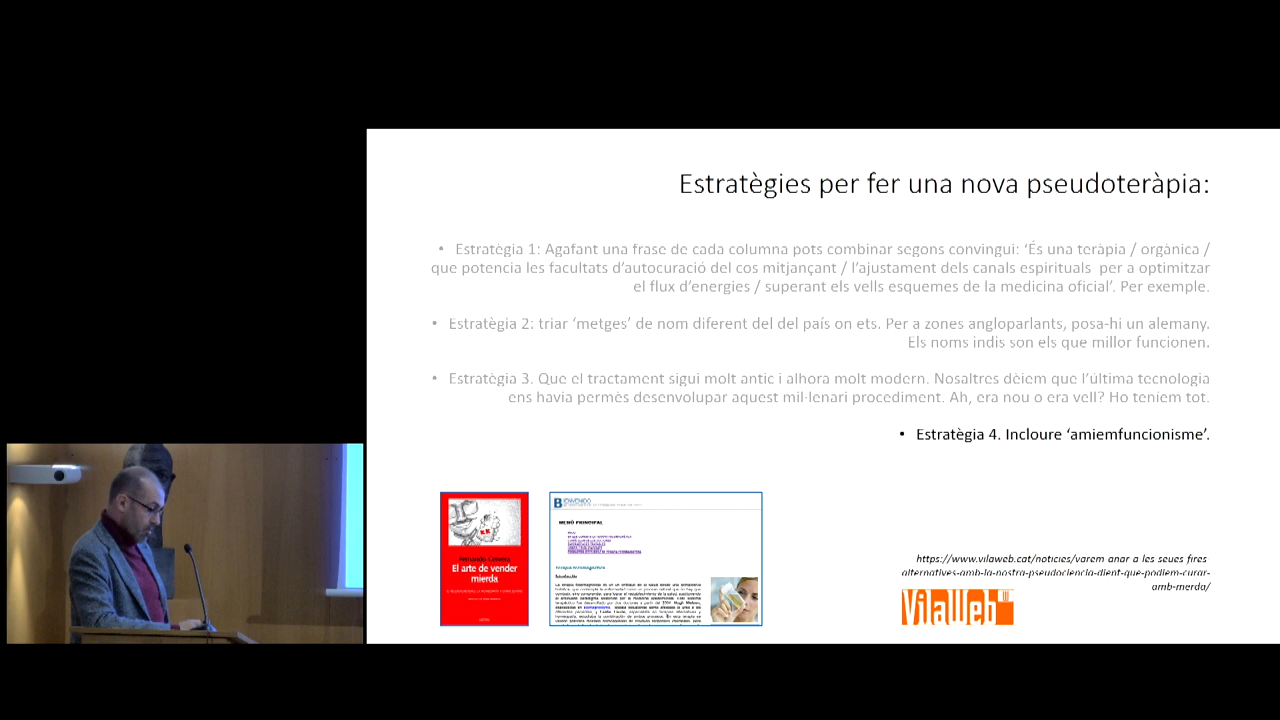 Estratègies per fer una nova pseudoteràpia:
• Estratègia 1: Agafant una frase de cada columna pots combinar segons convingui: ‘És una teràpia / orgànica /
que potencia les facultats d’autocuració del cos mitjançant / l’ajustament dels canals espirituals per a optimitzar
el flux d’energies / superant els vells esquemes de la medicina oficial’. Per exemple.
• Estratègia 2: triar ‘metges’ de nom diferent del del país on ets. Per a zones angloparlants, posa-hi un alemany.
Els noms indis son els que millor funcionen.
• Estratègia 3. Que el tractament sigui molt antic i alhora molt modern. Nosaltres dèiem que l’última tecnologia
ens havia permès desenvolupar aquest mil·lenari procediment. Ah, era nou o era vell? Ho teníem tot.
• Estratègia 4. Incloure ‘amiemfuncionisme’.
Fernando Cervera
El arte de vender
mierda
BIENVENIDO
MENÚ PRINCIPAL
Introducción
https://www.vilaweb.cat/noticies/varem-anar-a-les-seues-fires-
alternatives-amb-la-nostra-pseudociencia-dient-que-podiem-curar-
amb-merda/
VilaWeb